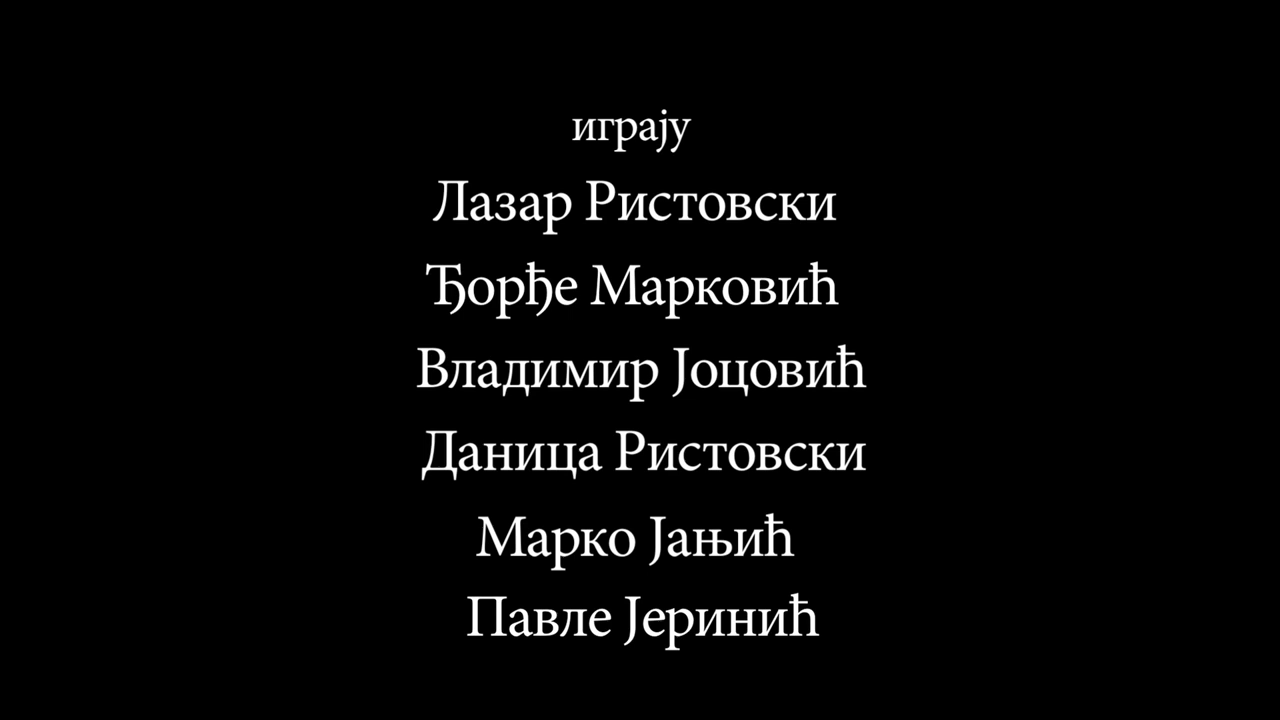 играју
Лазар Ристовски
Ђорђе Марковић
Владимир Јоцовић
Даница Ристовски
Марко Јањић
Павле Јеринић